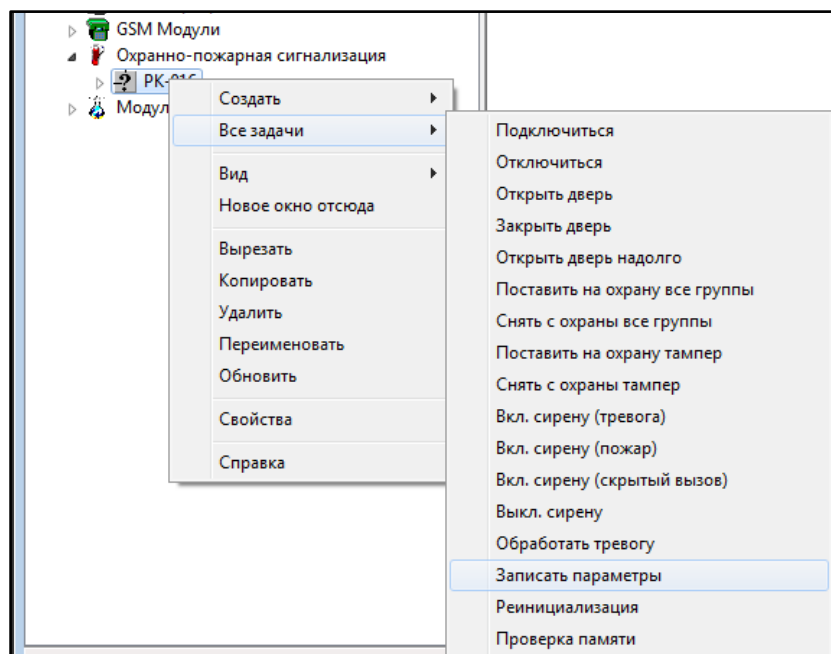 GSM Модули
Охранно-пожарная сигнализация
РК-016
Модул
Создать
Все задачи
Вид
Новое окно отсюда
Вырезать
Копировать
Удалить
Переименовать
Обновить
Свойства
Справка
Подключиться
Отключиться
Открыть дверь
Закрыть дверь
Открыть дверь надолго
Поставить на охрану все группы
Снять с охраны все группы
Поставить на охрану тампер
Снять с охраны тампер
Вкл. сирену (тревога)
Вкл. сирену (пожар)
Вкл. сирену (скрытый вызов)
Выкл. сирену
Обработать тревогу
Записать параметры
Реинициализация
Проверка памяти